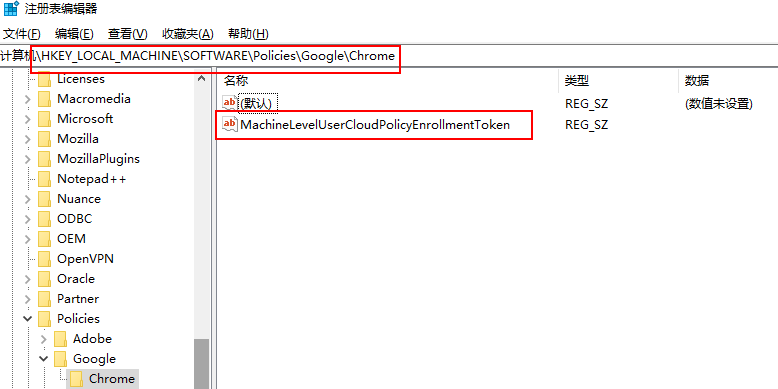 注册表编辑器
文件(F) 编辑(E) 查看(V) 收藏夹(A) 帮助(H)
计算机\HKEY_LOCAL_MACHINE\SOFTWARE\Policies\Google\Chrome
Licenses
Macromedia
Microsoft
Mozilla
MozillaPlugins
Notepad++
Nuance
ODBC
OEM
OpenVPN
Oracle
Partner
Policies
Adobe
Google
Chrome
名称 类型 数据
(默认) REG_SZ (数值未设置)
MachineLevelUserCloudPolicyEnrollmentToken REG_SZ